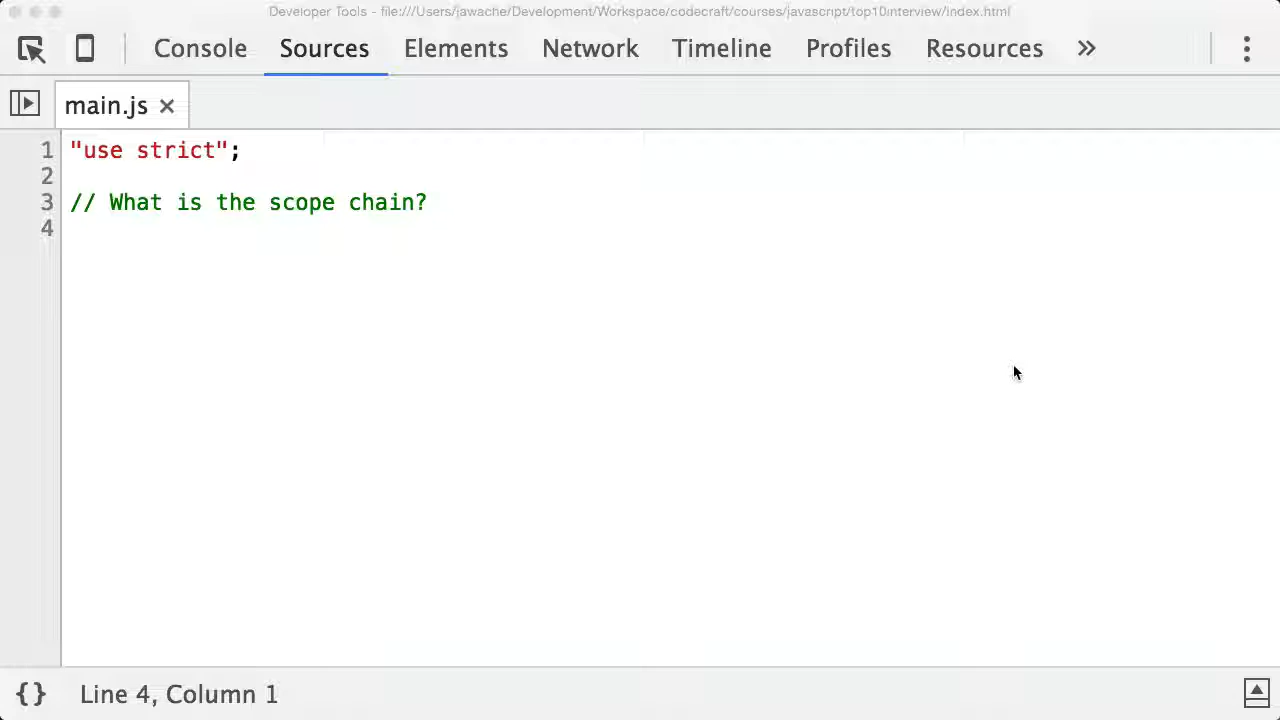 Developer Tools - file:///Users/jawache/Development/Workspace/codecraft/courses/javascript/top10interview/index.html
Console Sources Elements Network Timeline Profiles Resources »
main.js ×
1 "use strict";
2
3 // What is the scope chain?
4
{} Line 4, Column 1